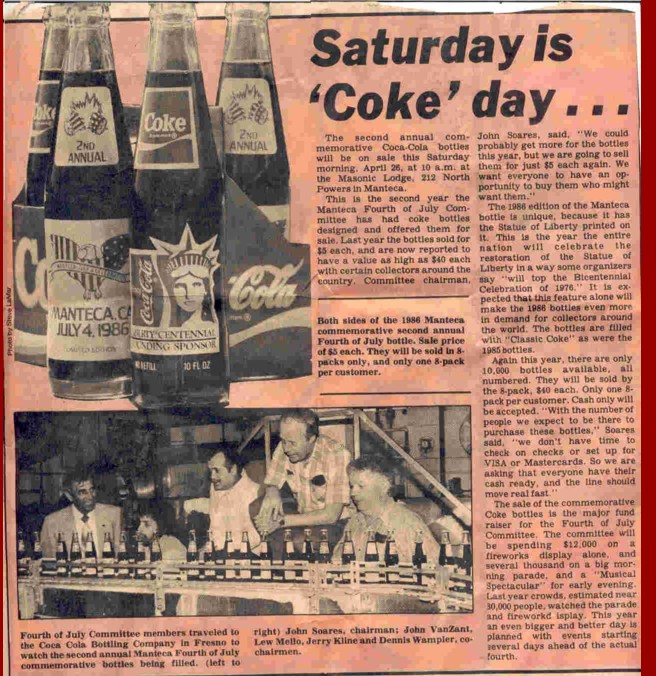 Saturday is
'Coke' day . . .
Coke
2ND
ANNUAL
Coke
2ND
ANNUAL
MANTECA, CA
JULY 4, 1986
LIMITED EDITION
Coca-Cola
LIBERTY CENTENNIAL
FOUNDING SPONSOR
NO REFILL
10 FL OZ
Coca-Cola
Co
Photo by Steve LaMar
The second annual com-
memorative Coca-Cola bottles
will be on sale this Saturday
morning, April 26, at 10 a.m. at
the Masonic Lodge, 212 North
Powers in Manteca.
This is the second year the
Manteca Fourth of July Com-
mittee has had coke bottles
designed and offered them for
sale. Last year the bottles sold for
$5 each, and are now reported to
have a value as high as $40 each
with certain collectors around the
country. Committee chairman,
John Soares, said, "We could
probably get more for the bottles
this year, but we are going to sell
them for just $5 each again. We
want everyone to have an op-
portunity to buy them who might
want them."
The 1986 edition of the Manteca
bottle is unique, because it has
the Statue of Liberty printed on
it. This is the year the entire
nation will celebrate the
restoration of the Statue of
Liberty in a way some organizers
say "will top the Bicentennial
Celebration of 1976." It is ex-
pected that this feature alone will
make the 1986 bottles even more
in demand for collectors around
the world. The bottles are filled
with "Classic Coke" as were the
1985 bottles.
Again this year, there are only
10,000 bottles available, all
numbered. They will be sold by
the 8-pack, $40 each. Only one 8-
pack per customer. Cash only will
be accepted. "With the number of
people we expect to be there to
purchase these bottles," Soares
said, "we don't have time to
check on checks or set up for
VISA or Mastercards. So we are
asking that everyone have their
cash ready, and the line should
move real fast."
The sale of the commemorative
Coke bottles is the major fund
raiser for the Fourth of July
Committee. The committee will
be spending $12,000 on a
fireworks display alone, and
several thousand on a big mor-
ning parade, and a "Musical
Spectacular" for early evening.
Last year crowds, estimated near
30,000 people, watched the parade
and fireworkd isplay. This year
an even bigger and better day is
planned with events starting
several days ahead of the actual
fourth.
Both sides of the 1986 Manteca
commemorative second annual
Fourth of July bottle. Sale price
of $5 each. They will be sold in 8-
packs only, and only one 8-pack
per customer.
Fourth of July Committee members traveled to
the Coca Cola Bottling Company in Fresno to
watch the second annual Manteca Fourth of July
commemorative bottles being filled. (left to
right) John Soares, chairman; John VanZant,
Lew Mello, Jerry Kline and Dennis Wampler, co-
chairmen.